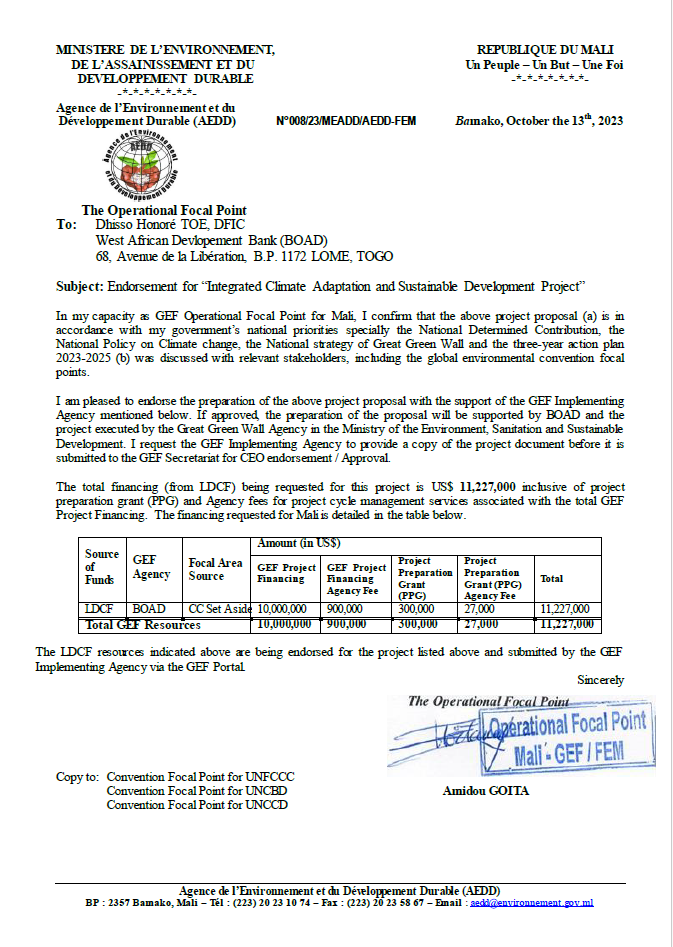 MINISTERE DE L'ENVIRONNEMENT,
DE L'ASSAINISSEMENT ET DU
DEVELOPPEMENT DURABLE
-*-*-*-*-*-*-*-
Agence de l'Environnement et du
Développement Durable (AEDD)
REPUBLIQUE DU MALI
Un Peuple – Un But – Une Foi
-*-*-*-*-*-*-*-
N°008/23/MEADD/AEDD-FEM
Bamako, October the 13th, 2023
Agence de l'Environnement
AEDD
et du Développement Durable
The Operational Focal Point
To: Dhisso Honoré TOE, DFIC
West African Devlopement Bank (BOAD)
68, Avenue de la Libération, B.P. 1172 LOME, TOGO
Subject: Endorsement for “Integrated Climate Adaptation and Sustainable Development Project”
In my capacity as GEF Operational Focal Point for Mali, I confirm that the above project proposal (a) is in
accordance with my government's national priorities specially the National Determined Contribution, the
National Policy on Climate change, the National strategy of Great Green Wall and the three-year action plan
2023-2025 (b) was discussed with relevant stakeholders, including the global environmental convention focal
points.
I am pleased to endorse the preparation of the above project proposal with the support of the GEF Implementing
Agency mentioned below. If approved, the preparation of the proposal will be supported by BOAD and the
project executed by the Great Green Wall Agency in the Ministry of the Environment, Sanitation and Sustainable
Development. I request the GEF Implementing Agency to provide a copy of the project document before it is
submitted to the GEF Secretariat for CEO endorsement / Approval.
The total financing (from LDCF) being requested for this project is US$ 11,227,000 inclusive of project
preparation grant (PPG) and Agency fees for project cycle management services associated with the total GEF
Project Financing. The financing requested for Mali is detailed in the table below.
Source of Funds
GEF Agency
Focal Area Source
Amount (in US$)
GEF Project Financing
GEF Project Financing Agency Fee
Project Preparation Grant (PPG)
Project Preparation Grant (PPG) Agency Fee
Total
LDCF BOAD CC Set Aside 10,000,000 900,000 300,000 27,000 11,227,000
Total GEF Resources 10,000,000 900,000 300,000 27,000 11,227,000
The LDCF resources indicated above are being endorsed for the project listed above and submitted by the GEF
Implementing Agency via the GEF Portal.
Sincerely
The Operational Focal Point
Operational Focal Point
Mali - GEF / FEM
Amidou GOITA
Copy to: Convention Focal Point for UNFCCC
Convention Focal Point for UNCBD
Convention Focal Point for UNCCD
Agence de l'Environnement et du Développement Durable (AEDD)
BP : 2357 Bamako, Mali – Tél : (223) 20 23 10 74 – Fax : (223) 20 23 58 67 – Email : aedd@environnement.gov.ml